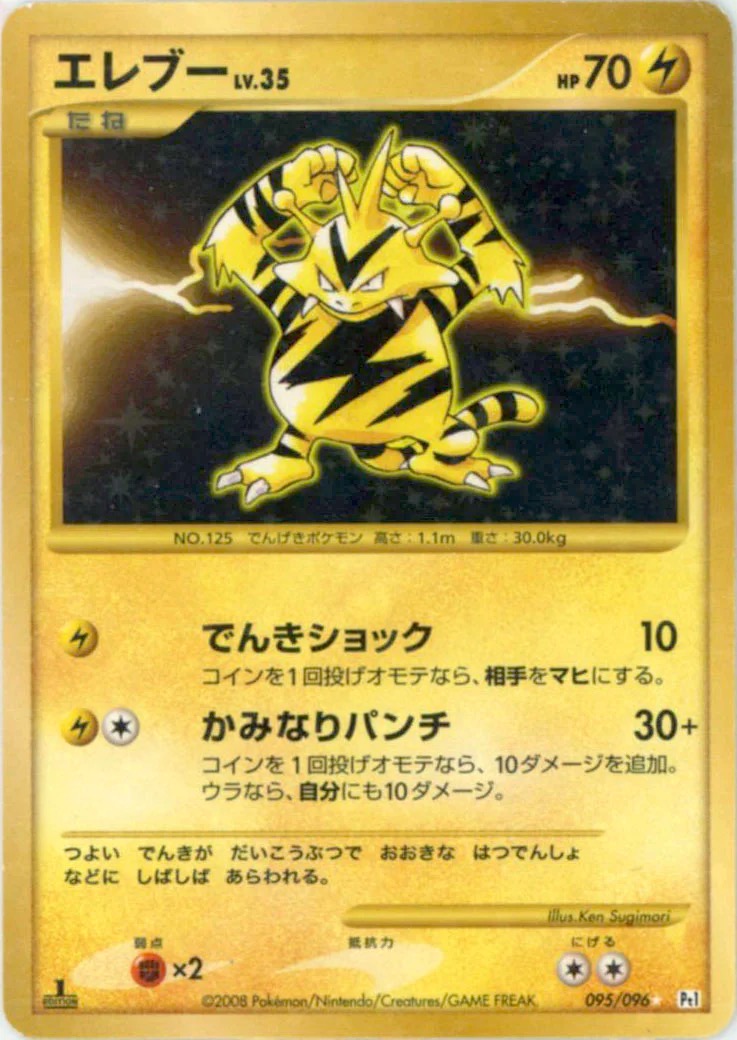 エレブー LV.35 HP 70
たね
NO.125 でんげきポケモン 高さ：1.1m 重さ：30.0kg
でんきショック 10
コインを1回投げオモテなら、相手をマヒにする。
かみなりパンチ 30+
コインを1回投げオモテなら、10ダメージを追加。
ウラなら、自分にも10ダメージ。
つよい でんきが だいこうぶつで おおきな はつでんしょ
などに しばしば あらわれる。
Illus.Ken Sugimori
弱点 抵抗力 にげる
×2
1 EDITION ©2008 Pokémon/Nintendo/Creatures/GAME FREAK. 095/096 ★ Pt1